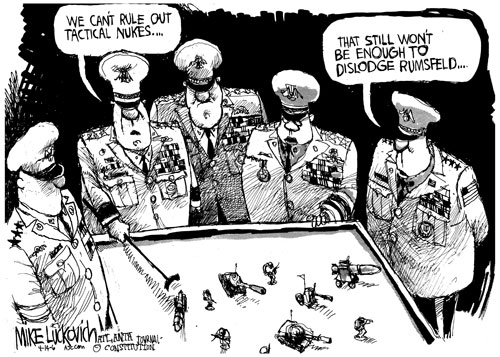 WE CAN'T RULE OUT
TACTICAL NUKES....
THAT STILL WON'T
BE ENOUGH TO
DISLODGE RUMSFELD....
MIKE LUCKOVICH
ATLANTA JOURNAL-
© CONSTITUTION